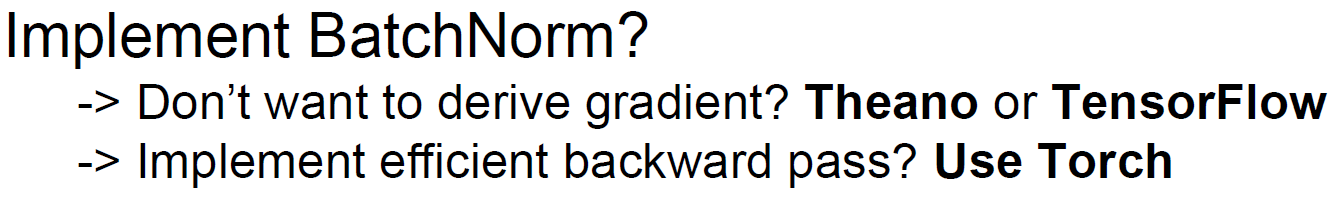 Implement BatchNorm?
-> Don’t want to derive gradient? Theano or TensorFlow
-> Implement efficient backward pass? Use Torch